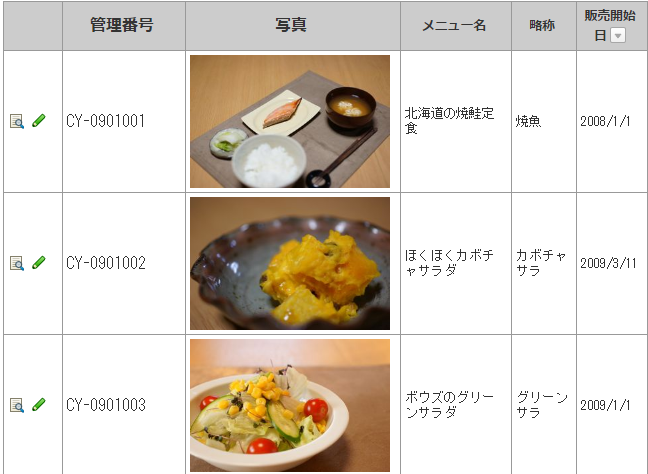 管理番号
写真
メニュー名
略称
販売開始
日
CY-0901001
北海道の焼鮭定
食
焼魚
2008/1/1
CY-0901002
ほくほくカボチ
ャサラダ
カボチャ
サラ
2009/3/11
CY-0901003
ボウズのグリー
ンサラダ
グリーン
サラ
2009/1/1